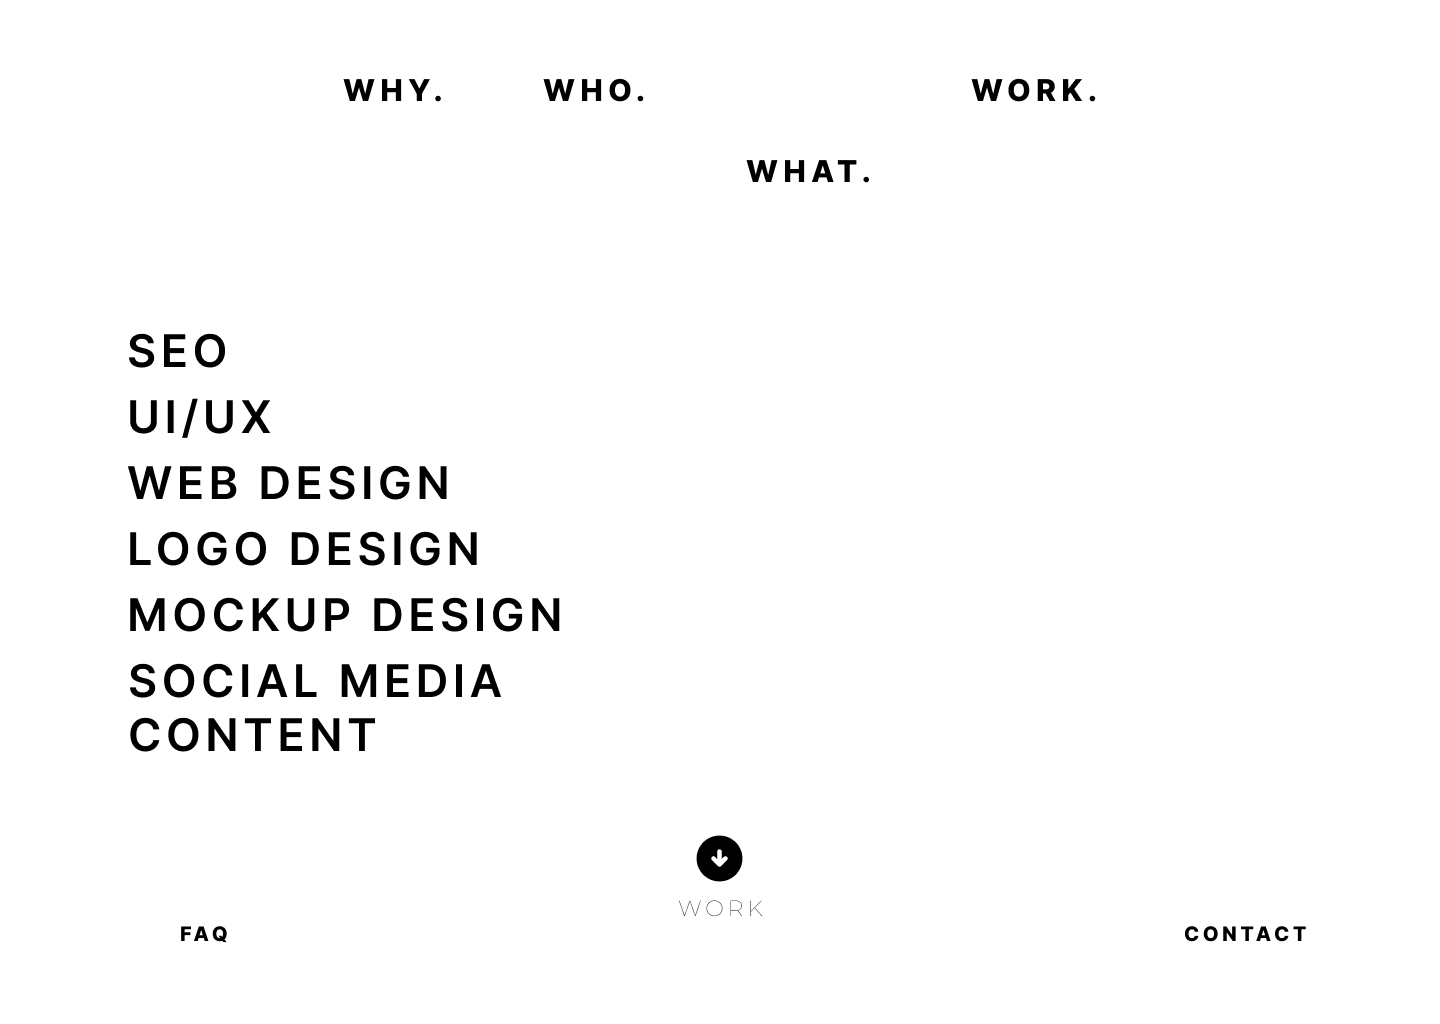 WHY.
WHO.
WORK.
WHAT.
SEO
UI/UX
WEB DESIGN
LOGO DESIGN
MOCKUP DESIGN
SOCIAL MEDIA
CONTENT
WORK
FAQ
CONTACT